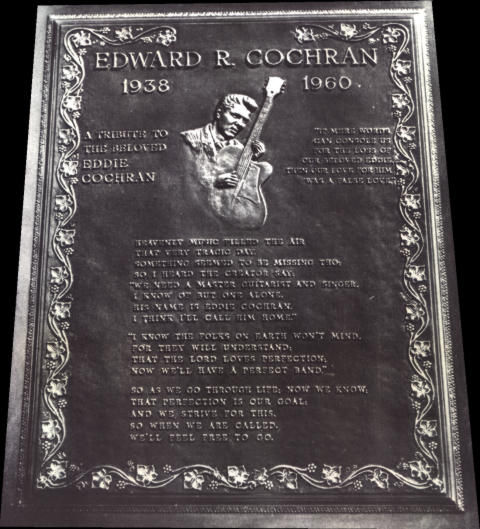 EDWARD R. COCHRAN
1938 1960
A TRIBUTE TO
THE BELOVED
EDDIE
COCHRAN
"IF MERE WORDS
CAN CONSOLE US
FOR THE LOSS OF
OUR BELOVED EDDIE,
THEN OUR LOVE FOR HIM,
WAS A FALSE LOVE."
HEAVENLY MUSIC FILLED THE AIR
THAT VERY TRAGIC DAY.
SOMETHING SEEMED TO BE MISSING THO;
SO I HEARD THE CREATOR SAY:
"WE NEED A MASTER GUITARIST AND SINGER.
I KNOW OF BUT ONE ALONE.
HIS NAME IS EDDIE COCHRAN.
I THINK I'LL CALL HIM HOME."
"I KNOW THE FOLKS ON EARTH WON'T MIND,
FOR THEY WILL UNDERSTAND;
THAT THE LORD LOVES PERFECTION,
NOW WE'LL HAVE A PERFECT BAND."
SO AS WE GO THROUGH LIFE; NOW WE KNOW,
THAT PERFECTION IS OUR GOAL;
AND WE STRIVE FOR THIS,
SO WHEN WE ARE CALLED,
WE'LL FEEL FREE TO GO.